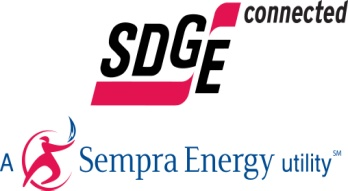 connected
SDGE
A Sempra Energy utility℠